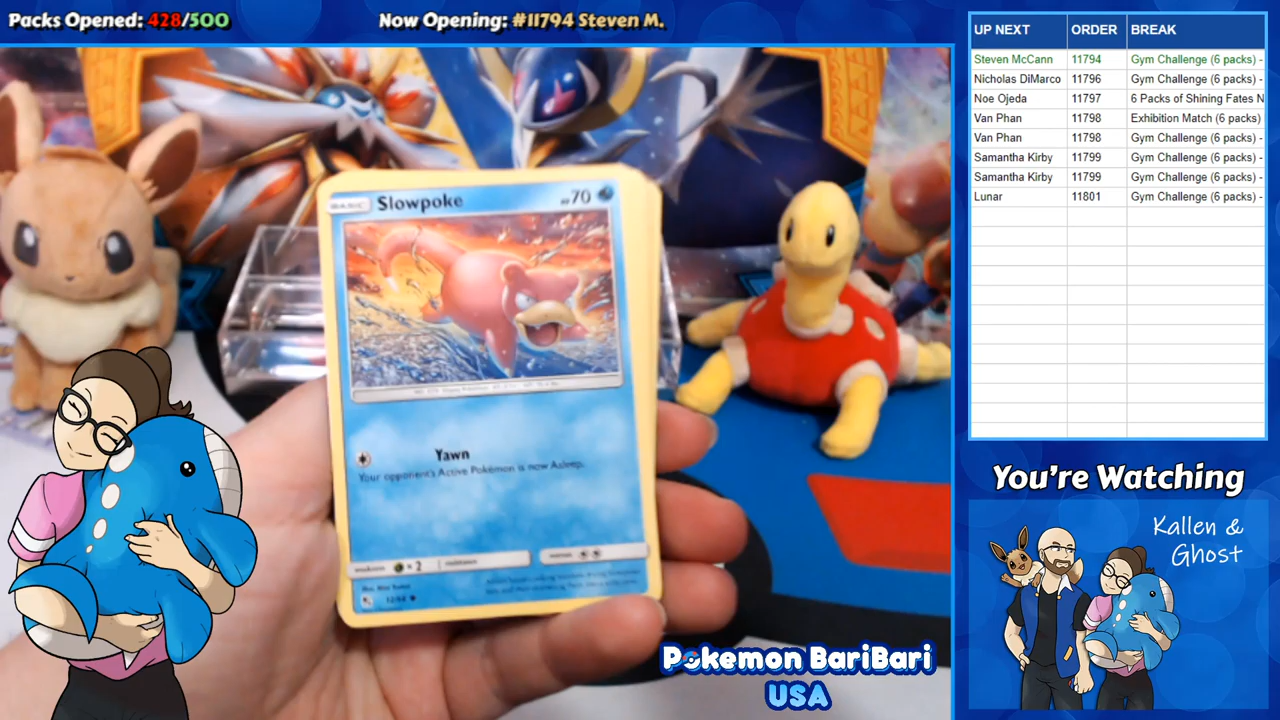 Packs Opened: 428/500
Now Opening: #11794 Steven M.
UP NEXT ORDER BREAK
Steven McCann 11794 Gym Challenge (6 packs) -
Nicholas DiMarco 11796 Gym Challenge (6 packs) -
Noe Ojeda 11797 6 Packs of Shining Fates N
Van Phan 11798 Exhibition Match (6 packs)
Van Phan 11798 Gym Challenge (6 packs) -
Samantha Kirby 11799 Gym Challenge (6 packs) -
Samantha Kirby 11799 Gym Challenge (6 packs) -
Lunar 11801 Gym Challenge (6 packs) -
BASIC Slowpoke HP 70
Yawn
Your opponent's Active Pokémon is now Asleep.
weakness × 2 resistance
You're Watching
Kallen &
Ghost
Pokemon BariBari
USA